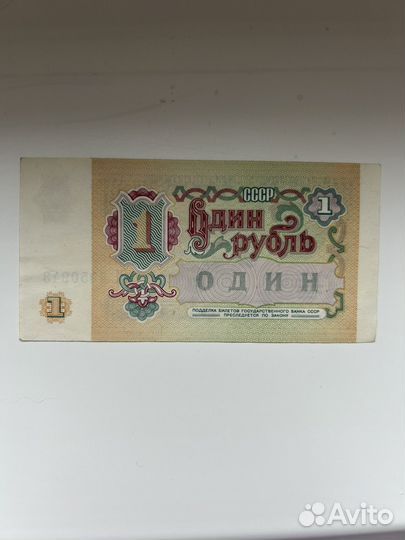 СССР
1
1
Один
рубль
ОДИН
1
ПОДДЕЛКА БИЛЕТОВ ГОСУДАРСТВЕННОГО БАНКА СССР
ПРЕСЛЕДУЕТСЯ ПО ЗАКОНУ
Avito